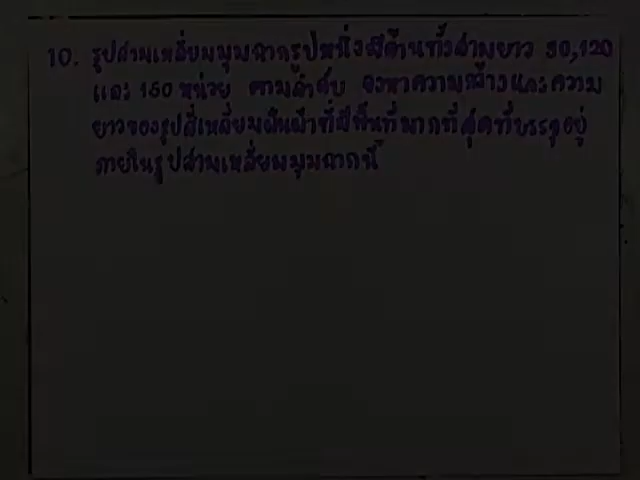 10. รูปสามเหลี่ยมมุมฉากรูปหนึ่งมีด้านทั้งสามยาว 90,120
และ 150 หน่วย ตามลำดับ จงหาความกว้างและความ
ยาวของรูปสี่เหลี่ยมผืนผ้าที่มีพื้นที่มากที่สุดที่บรรจุอยู่
ภายในรูปสามเหลี่ยมมุมฉากนี้